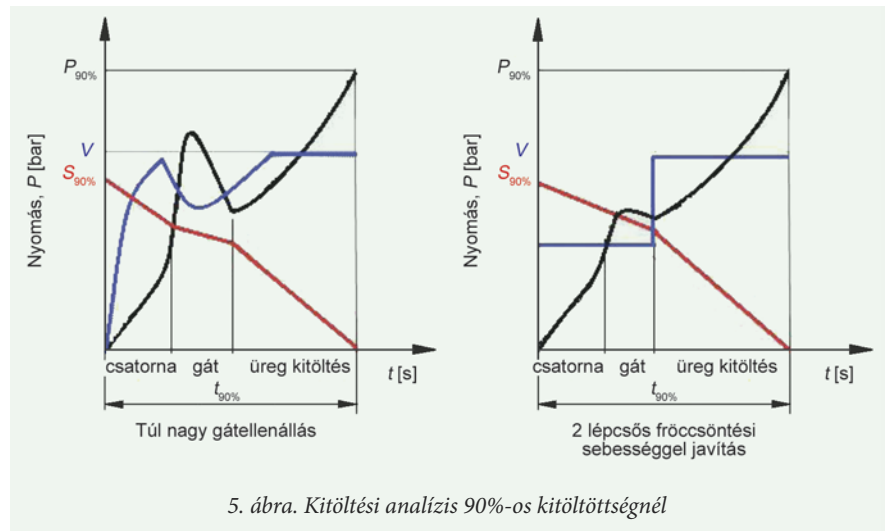 P90%
V
S90%
Nyomás, P [bar]
csatorna gát üreg kitöltés
t [s]
t90%
Túl nagy gátellenállás
P90%
V
S90%
Nyomás, P [bar]
csatorna gát üreg kitöltés
t [s]
t90%
2 lépcsős fröccsöntési
sebességgel javítás
5. ábra. Kitöltési analízis 90%-os kitöltöttségnél